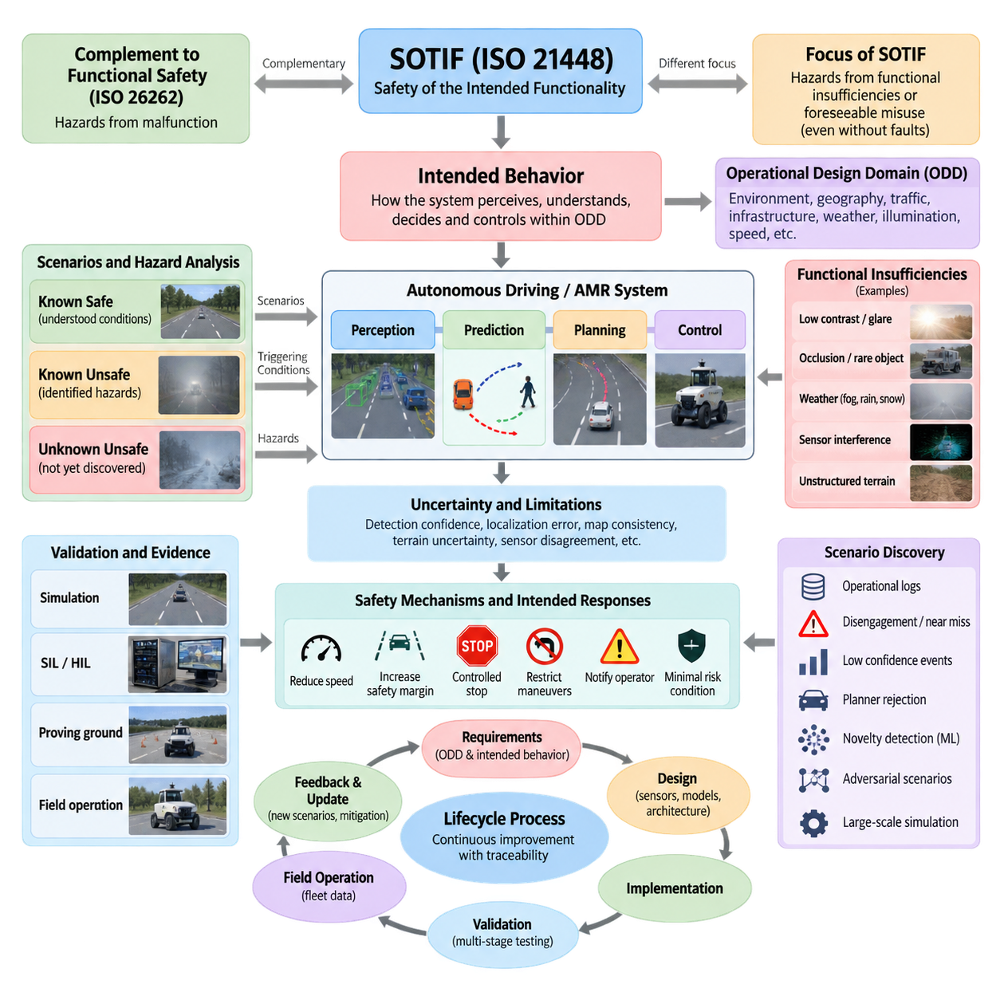 Complement to
Functional Safety
(ISO 26262)
Hazards from malfunction
Complementary
SOTIF (ISO 21448)
Safety of the Intended Functionality
Different focus
Focus of SOTIF
Hazards from functional
insufficiencies or
foreseeable misuse
(even without faults)
Intended Behavior
How the system perceives, understands,
decides and controls within ODD
Operational Design Domain (ODD)
Environment, geography, traffic,
infrastructure, weather, illumination,
speed, etc.
Scenarios and Hazard Analysis
Known Safe
(understood conditions)
Known Unsafe
(identified hazards)
Unknown Unsafe
(not yet discovered)
Scenarios
Triggering
Conditions
Hazards
Autonomous Driving / AMR System
Perception
Prediction
Planning
Control
Functional Insufficiencies
(Examples)
Low contrast / glare
Occlusion / rare object
Weather (fog, rain, snow)
Sensor interference
Unstructured terrain
Uncertainty and Limitations
Detection confidence, localization error, map consistency,
terrain uncertainty, sensor disagreement, etc.
Validation and Evidence
Simulation
SIL / HIL
Proving ground
Field operation
Safety Mechanisms and Intended Responses
Reduce speed
Increase
safety margin
STOP
Controlled
stop
Restrict
maneuvers
Notify operator
Minimal risk
condition
Scenario Discovery
Operational logs
Disengagement / near miss
Low confidence events
Planner rejection
Novelty detection (ML)
Adversarial scenarios
Large-scale simulation
Requirements
(ODD & intended behavior)
Design
(sensors, models,
architecture)
Implementation
Validation
(multi-stage testing)
Field Operation
(fleet data)
Feedback &
Update
(new scenarios, mitigation)
Lifecycle Process
Continuous improvement
with traceability